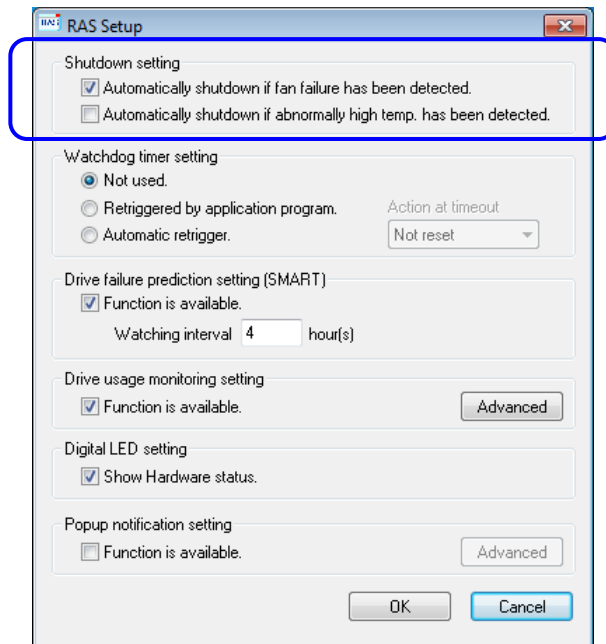 RAS RAS Setup
Shutdown setting
Automatically shutdown if fan failure has been detected.
Automatically shutdown if abnormally high temp. has been detected.
Watchdog timer setting
Not used.
Retriggered by application program. Action at timeout
Automatic retrigger. Not reset
Drive failure prediction setting (SMART)
Function is available.
Watching interval 4 hour(s)
Drive usage monitoring setting
Function is available. Advanced
Digital LED setting
Show Hardware status.
Popup notification setting
Function is available. Advanced
OK Cancel